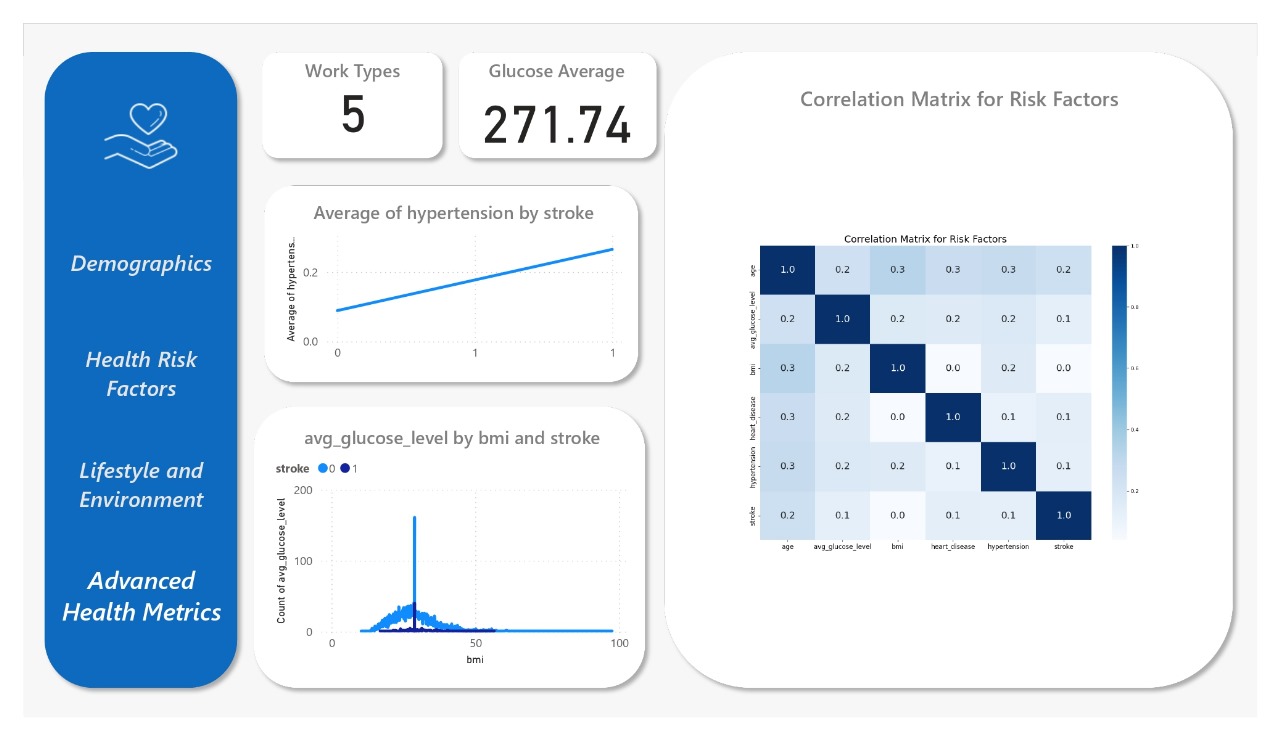 Demographics
Health Risk
Factors
Lifestyle and
Environment
Advanced
Health Metrics
Work Types
5
Glucose Average
271.74
Average of hypertension by stroke
Average of hypertens...
0.2
0.0
0 1 1
avg_glucose_level by bmi and stroke
stroke 0 1
Count of avg_glucose_level
200
100
0
0 50 100
bmi
Correlation Matrix for Risk Factors
Correlation Matrix for Risk Factors
age 1.0 0.2 0.3 0.3 0.3 0.2
avg_glucose_level 0.2 1.0 0.2 0.2 0.2 0.1
bmi 0.3 0.2 1.0 0.0 0.2 0.0
heart_disease 0.3 0.2 0.0 1.0 0.1 0.1
hypertension 0.3 0.2 0.2 0.1 1.0 0.1
stroke 0.2 0.1 0.0 0.1 0.1 1.0
age avg_glucose_level bmi heart_disease hypertension stroke
1.0
0.8
0.6
0.4
0.2